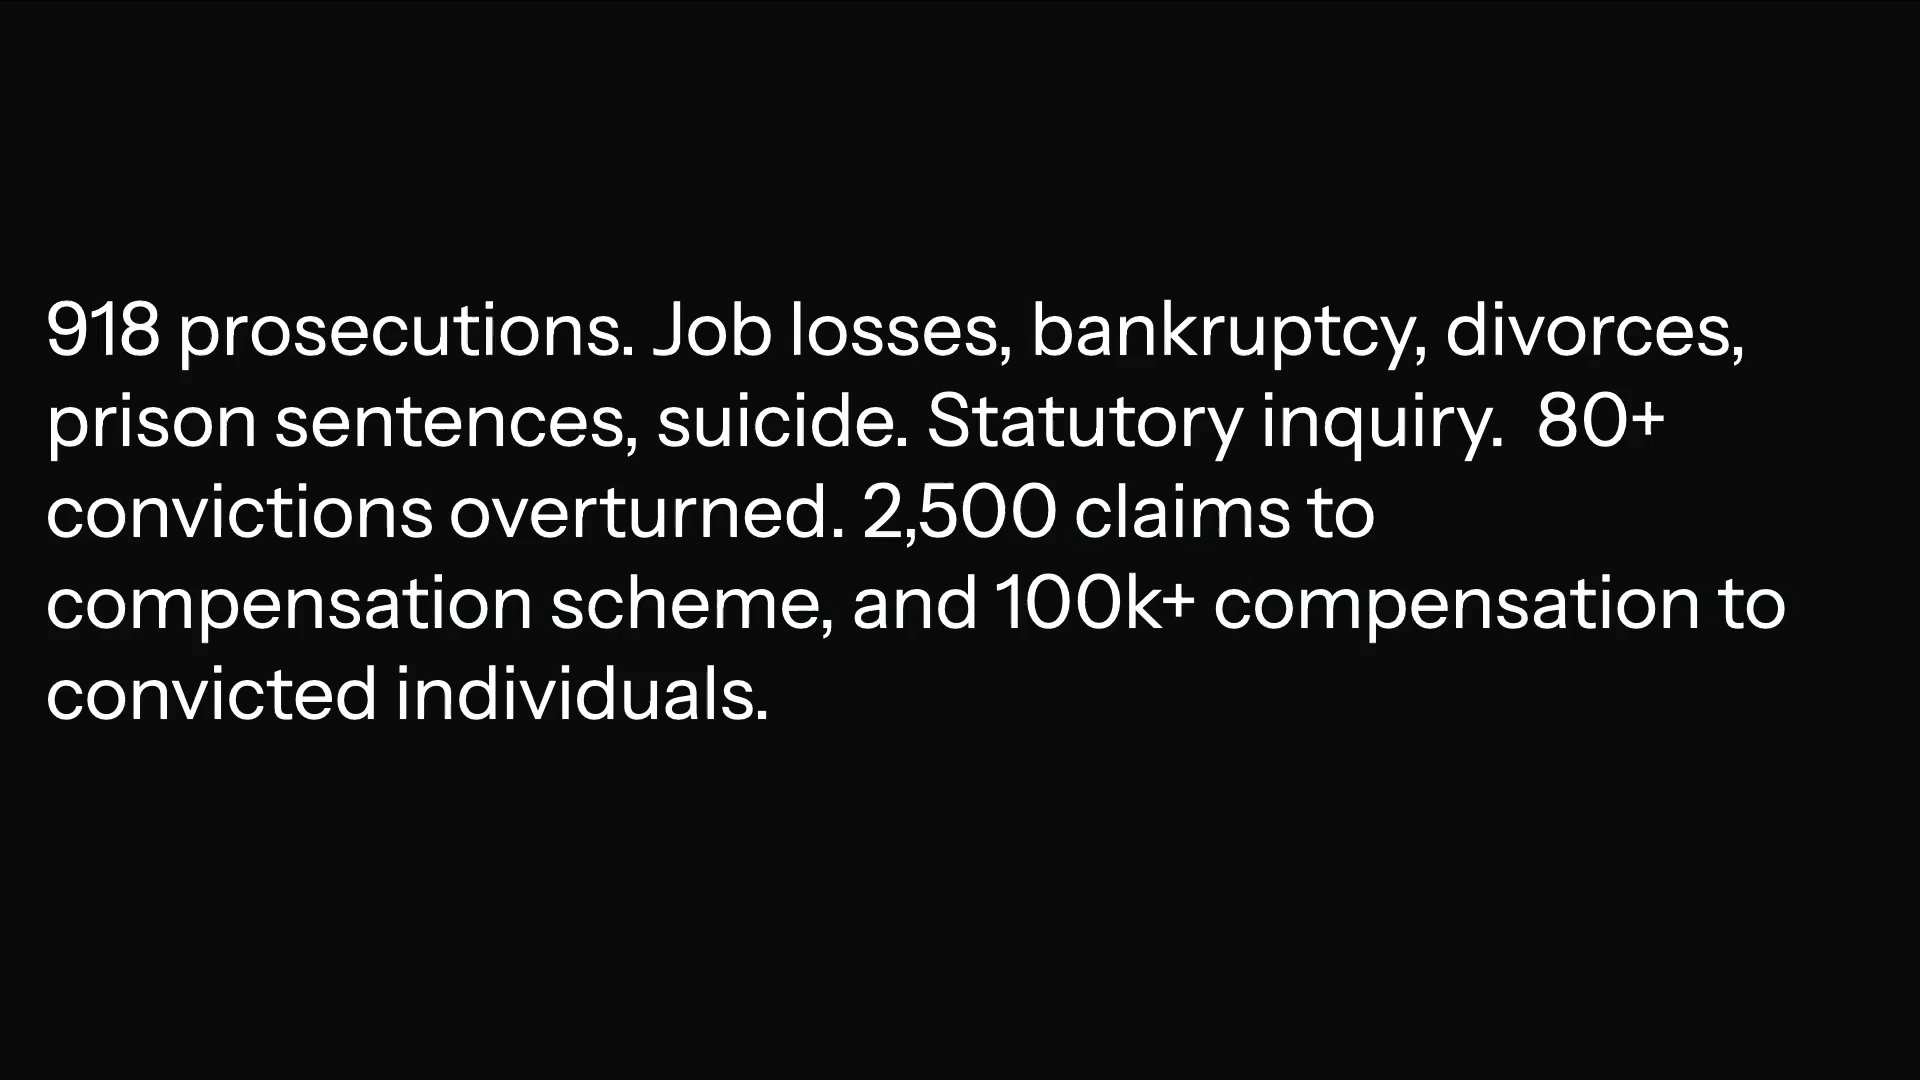 918 prosecutions. Job losses, bankruptcy, divorces,
prison sentences, suicide. Statutory inquiry.  80+
convictions overturned. 2,500 claims to
compensation scheme, and 100k+ compensation to
convicted individuals.